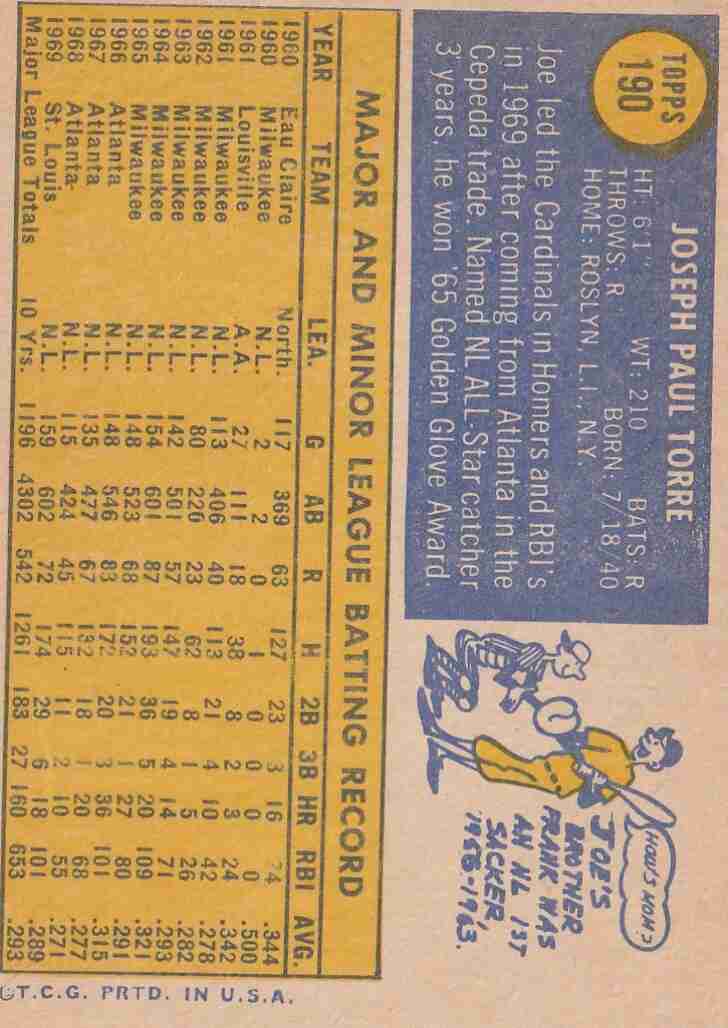 TOPPS
190
JOSEPH PAUL TORRE
HT: 6'1" WT: 210 BATS: R
THROWS: R BORN: 7/18/40
HOME: ROSLYN, L.I., N.Y.
Joe led the Cardinals in Homers and RBI's
in 1969 after coming from Atlanta in the
Cepeda trade. Named NL ALL-Star catcher
3 years, he won '65 Golden Glove Award.
HOW'S MOM?
JOE'S
BROTHER
FRANK WAS
AN NL 1ST
SACKER,
1956-1963.
MAJOR AND MINOR LEAGUE BATTING RECORD
YEAR TEAM LEA. G AB R H 2B 3B HR RBI AVG.
1960 Eau Claire North. 117 369 63 127 23 3 16 74 .344
1960 Milwaukee N.L. 2 2 0 1 0 0 0 0 .500
1961 Louisville A.A. 27 111 18 38 8 2 3 24 .342
1961 Milwaukee N.L. 113 406 40 113 21 4 10 42 .278
1962 Milwaukee N.L. 80 220 23 62 8 1 5 26 .282
1963 Milwaukee N.L. 142 501 57 147 19 4 14 71 .293
1964 Milwaukee N.L. 154 601 87 193 36 5 20 109 .321
1965 Milwaukee N.L. 148 523 68 152 21 1 27 80 .291
1966 Atlanta N.L. 148 546 83 172 20 3 36 101 .315
1967 Atlanta N.L. 135 477 67 132 18 1 20 68 .277
1968 Atlanta N.L. 115 424 45 115 11 2 10 55 .271
1969 St. Louis N.L. 159 602 72 174 29 6 18 101 .289
Major League Totals 10 Yrs. 1196 4302 542 1261 183 27 160 653 .293
©T.C.G. PRTD. IN U.S.A.